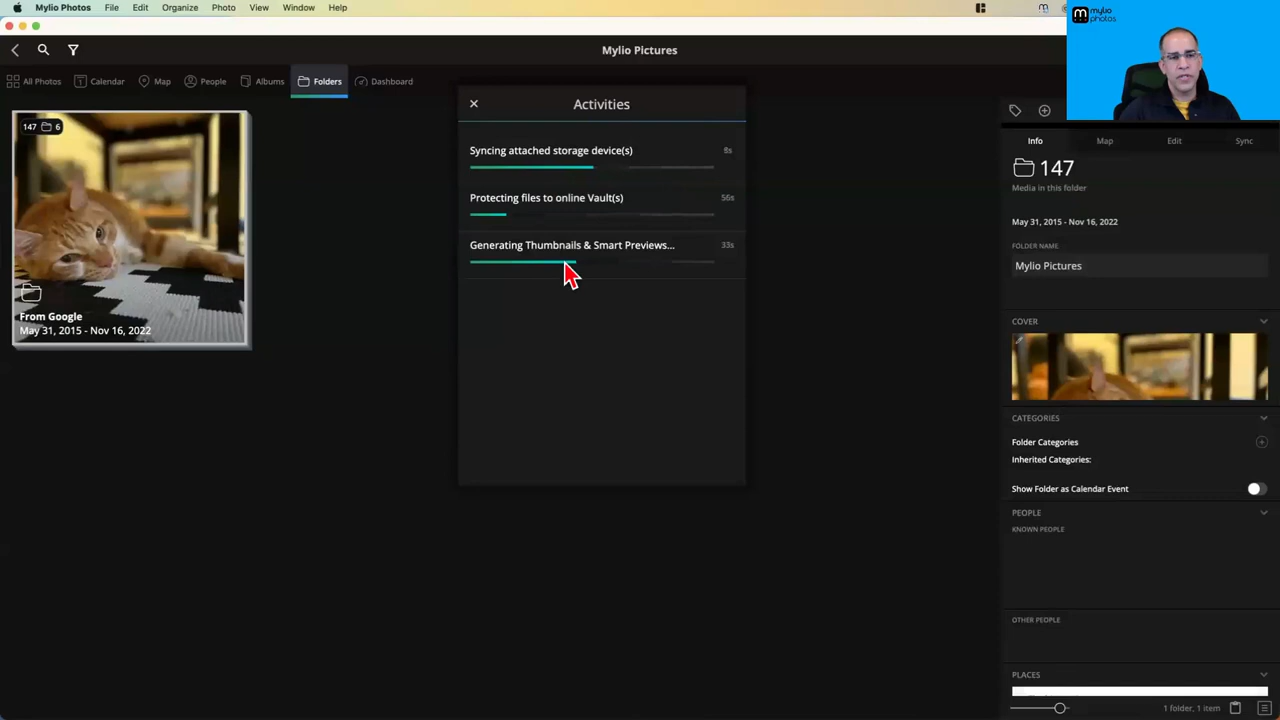 Mylio Photos File Edit Organize Photo View Window Help
mylio photos
Mylio Pictures
All Photos Calendar Map People Albums Folders Dashboard
147 6
From Google
May 31, 2015 - Nov 16, 2022
Activities
Syncing attached storage device(s) 8s
Protecting files to online Vault(s) 56s
Generating Thumbnails & Smart Previews... 33s
Info Map Edit Sync
147
Media in this folder
May 31, 2015 - Nov 16, 2022
FOLDER NAME
Mylio Pictures
COVER
CATEGORIES
Folder Categories
Inherited Categories:
Show Folder as Calendar Event
PEOPLE
KNOWN PEOPLE
OTHER PEOPLE
PLACES
1 folder, 1 item